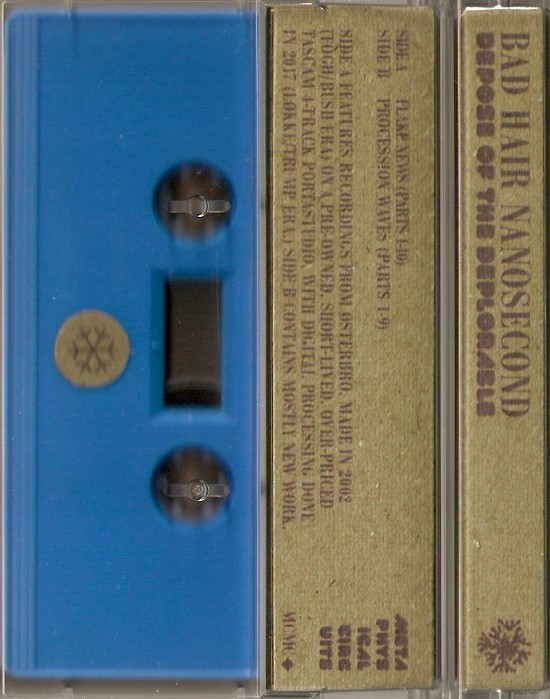 BAD HAIR NANOSECOND
DEPOSE OF THE DEPLORABLE
SIDE A FLAKE NEWS (PARTS 1-10)
SIDE B PROCESSION WAVES (PARTS 1-9)
SIDE A FEATURES RECORDINGS FROM ØSTERBRO, MADE IN 2002
(FOGH/BUSH ERA) ON A PRE-OWNED, SHORT-LIVED, OVER-PRICED
TASCAM 4-TRACK PORTASTUDIO, WITH DIGITAL PROCESSING DONE
IN 2017 (LØKKE/TRUMP ERA.) SIDE B CONTAINS MOSTLY NEW WORK.
META
PHYS
ICAL
CIRC
UITS